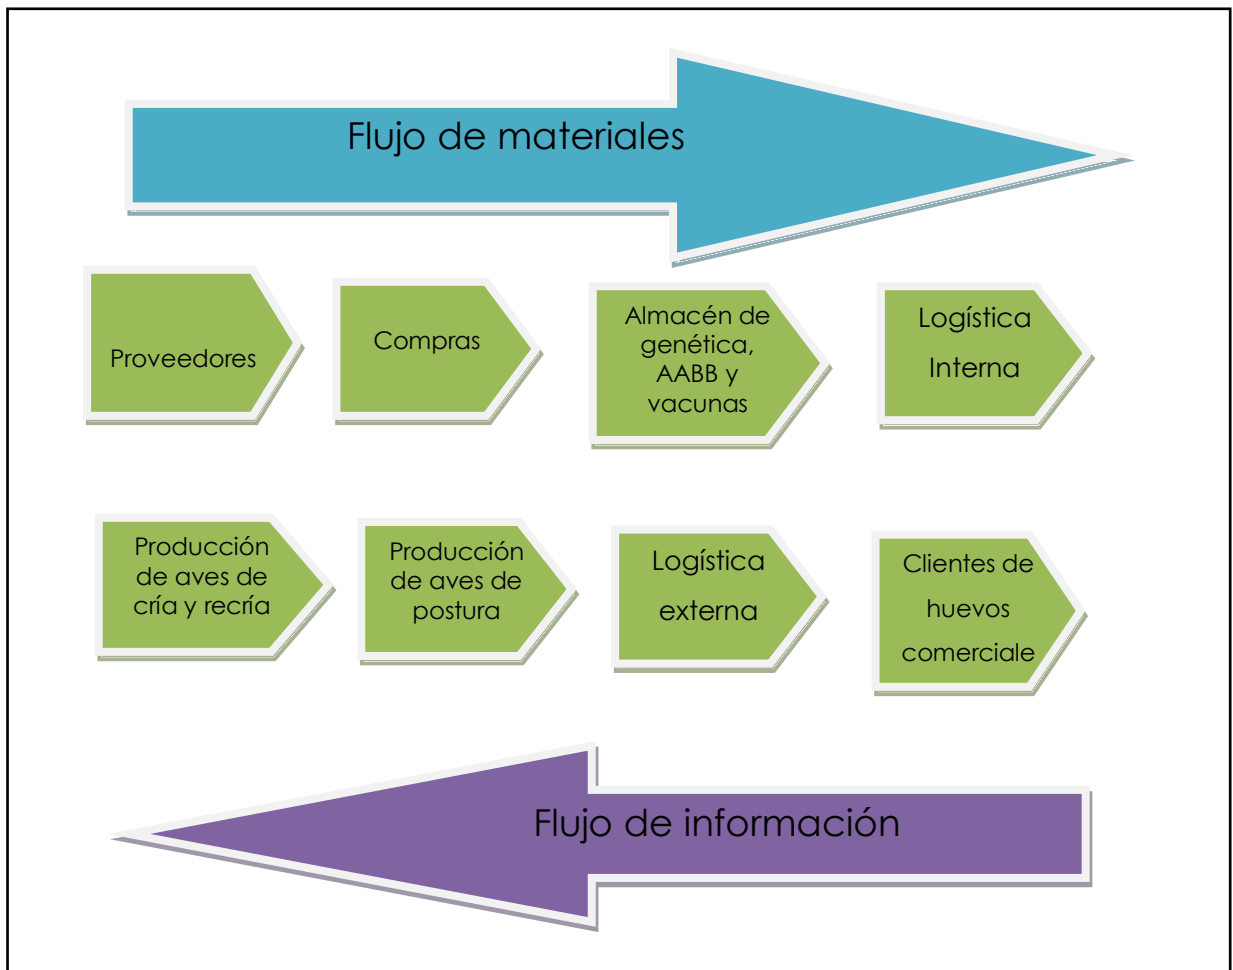 Flujo de materiales
Proveedores
Compras
Almacén de
genética,
AABB y
vacunas
Logística
Interna
Producción
de aves de
cría y recría
Producción
de aves de
postura
Logística
externa
Clientes de
huevos
comerciale
Flujo de información